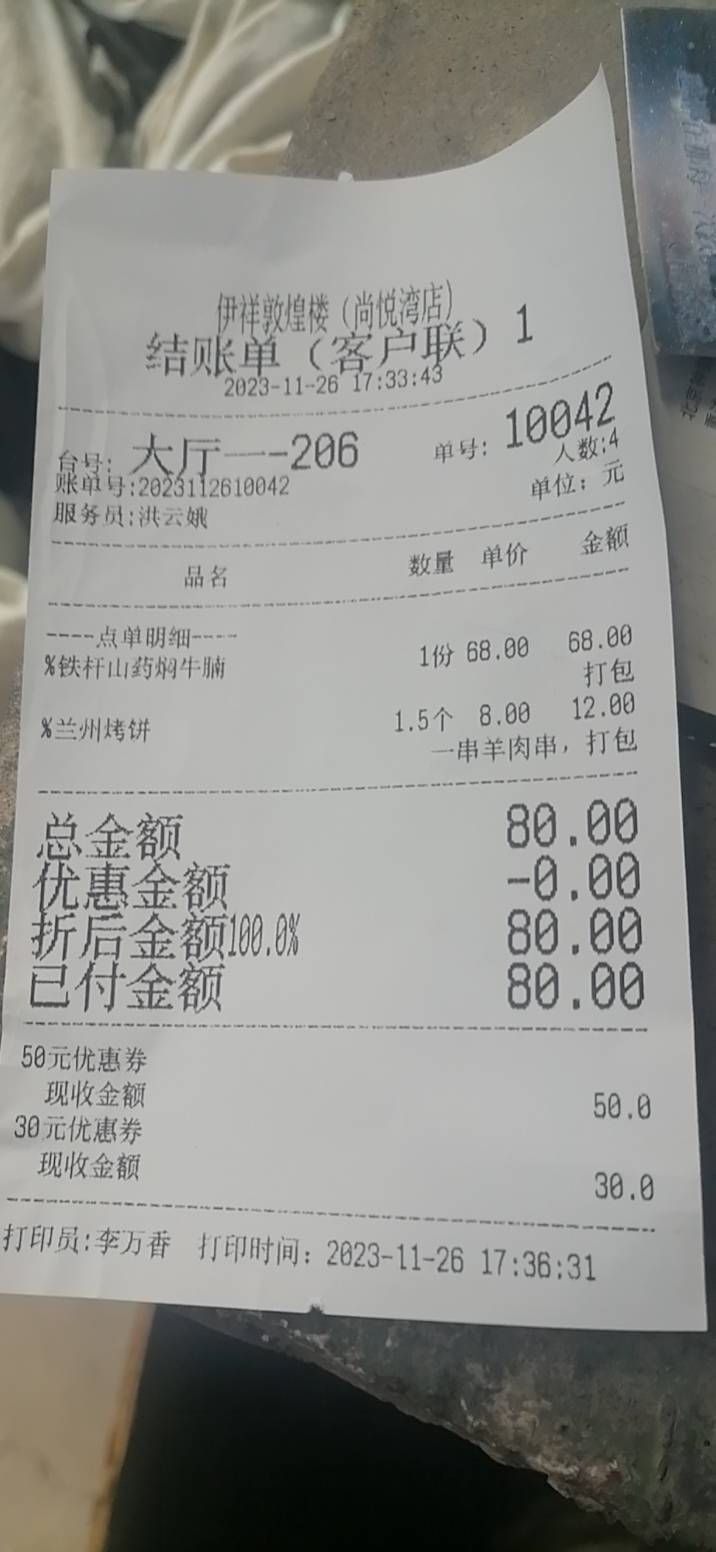 伊祥敦煌楼（尚悦湾店）
结账单（客户联）1
2023-11-26 17:33:43
台号: 大厅一--206 单号: 10042
人数:4
账单号:2023112610042 单位: 元
服务员:洪云娥
品名 数量 单价 金额
----点单明细----
%铁杆山药焖牛腩 1份 68.00 68.00
打包
%兰州烤饼 1.5个 8.00 12.00
一串羊肉串，打包
总金额 80.00
优惠金额 -0.00
折后金额100.0% 80.00
已付金额 80.00
50元优惠券
现收金额 50.0
30元优惠券
现收金额 30.0
打印员:李万香 打印时间: 2023-11-26 17:36:31